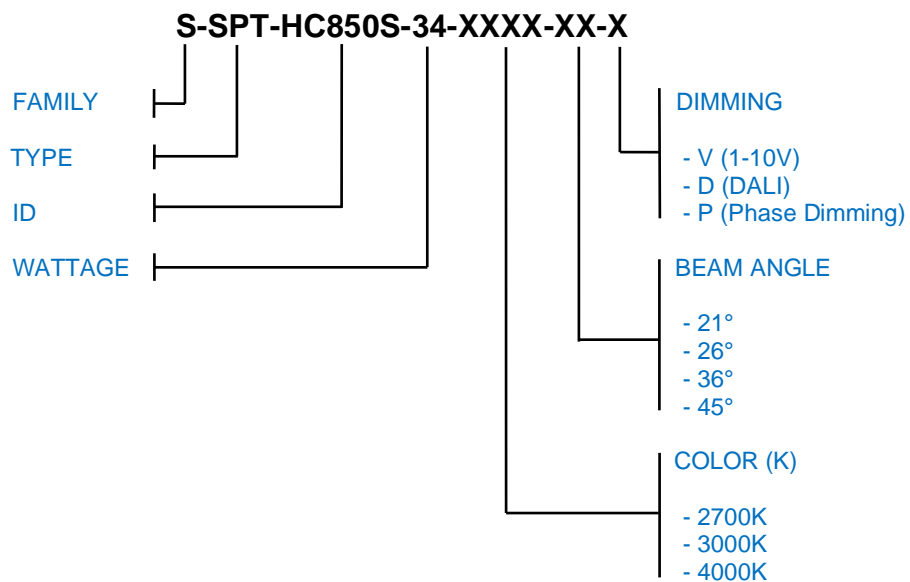 S-SPT-HC850S-34-XXXX-XX-X
FAMILY
TYPE
ID
WATTAGE
DIMMING
- V (1-10V)
- D (DALI)
- P (Phase Dimming)
BEAM ANGLE
- 21°
- 26°
- 36°
- 45°
COLOR (K)
- 2700K
- 3000K
- 4000K